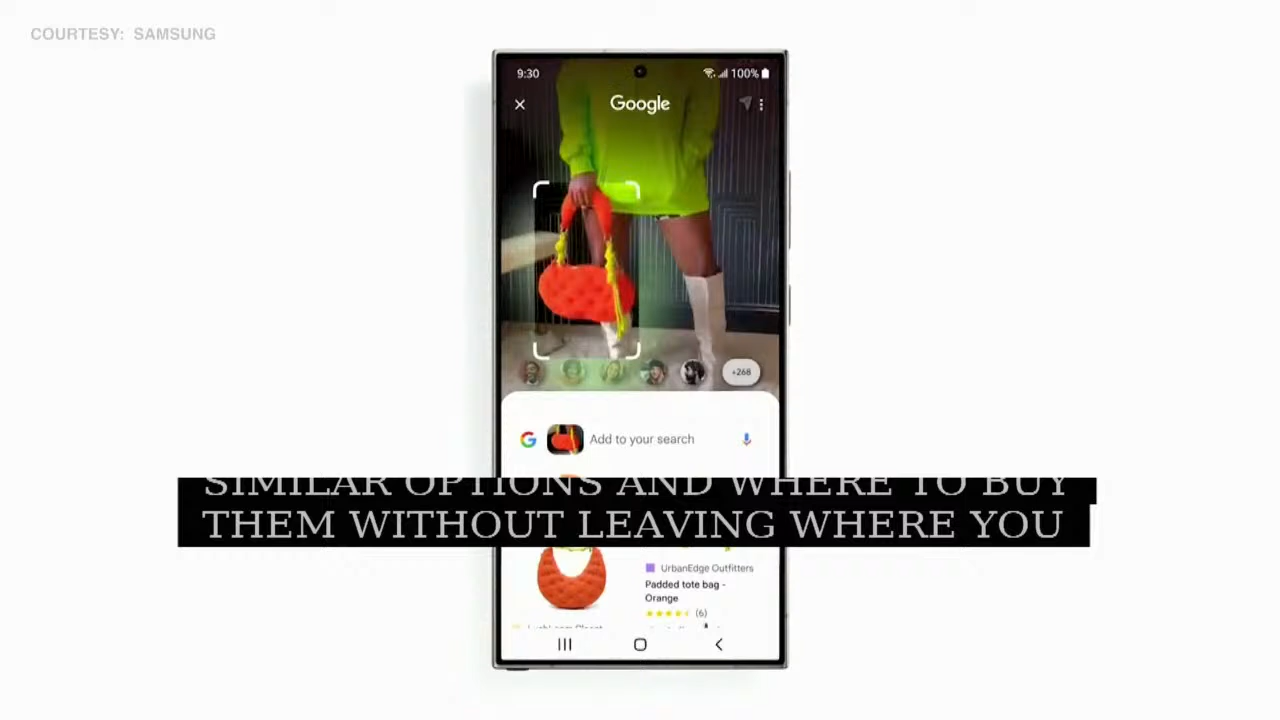 COURTESY: SAMSUNG
9:30
100%
Google
+268
Add to your search
SIMILAR OPTIONS AND WHERE TO BUY
THEM WITHOUT LEAVING WHERE YOU
UrbanEdge Outfitters
Padded tote bag -
Orange
(6)